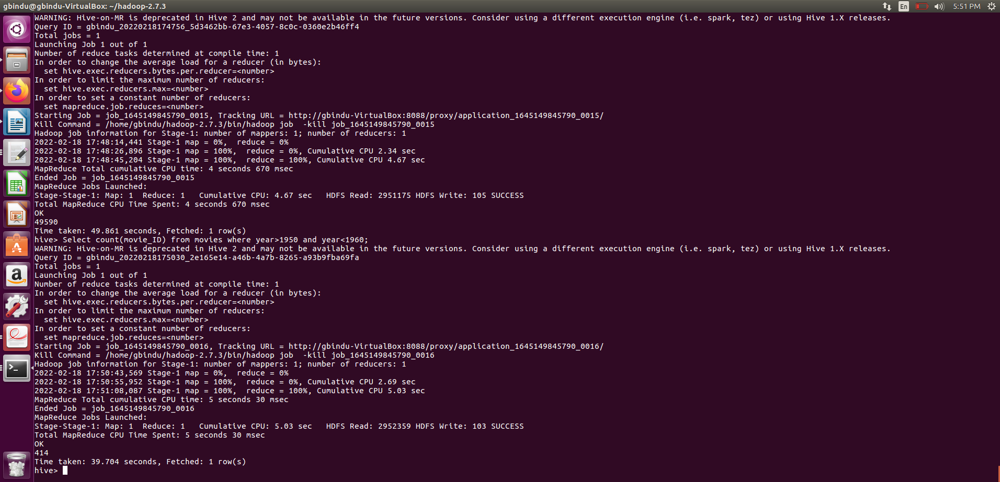 gbindu@gbindu-VirtualBox: ~/hadoop-2.7.3
En
5:51 PM
WARNING: Hive-on-MR is deprecated in Hive 2 and may not be available in the future versions. Consider using a different execution engine (i.e. spark, tez) or using Hive 1.X releases.
Query ID = gbindu_20220218174756_5d3462bb-67e3-4057-8c0c-0360e2b46ff4
Total jobs = 1
Launching Job 1 out of 1
Number of reduce tasks determined at compile time: 1
In order to change the average load for a reducer (in bytes):
  set hive.exec.reducers.bytes.per.reducer=<number>
In order to limit the maximum number of reducers:
  set hive.exec.reducers.max=<number>
In order to set a constant number of reducers:
  set mapreduce.job.reduces=<number>
Starting Job = job_1645149845790_0015, Tracking URL = http://gbindu-VirtualBox:8088/proxy/application_1645149845790_0015/
Kill Command = /home/gbindu/hadoop-2.7.3/bin/hadoop job  -kill job_1645149845790_0015
Hadoop job information for Stage-1: number of mappers: 1; number of reducers: 1
2022-02-18 17:48:14,441 Stage-1 map = 0%,  reduce = 0%
2022-02-18 17:48:26,896 Stage-1 map = 100%,  reduce = 0%, Cumulative CPU 2.34 sec
2022-02-18 17:48:45,204 Stage-1 map = 100%,  reduce = 100%, Cumulative CPU 4.67 sec
MapReduce Total cumulative CPU time: 4 seconds 670 msec
Ended Job = job_1645149845790_0015
MapReduce Jobs Launched:
Stage-Stage-1: Map: 1  Reduce: 1   Cumulative CPU: 4.67 sec   HDFS Read: 2951175 HDFS Write: 105 SUCCESS
Total MapReduce CPU Time Spent: 4 seconds 670 msec
OK
49590
Time taken: 49.861 seconds, Fetched: 1 row(s)
hive> Select count(movie_ID) from movies where year>1950 and year<1960;
WARNING: Hive-on-MR is deprecated in Hive 2 and may not be available in the future versions. Consider using a different execution engine (i.e. spark, tez) or using Hive 1.X releases.
Query ID = gbindu_20220218175030_2e165e14-a46b-4a7b-8265-a93b9fba69fa
Total jobs = 1
Launching Job 1 out of 1
Number of reduce tasks determined at compile time: 1
In order to change the average load for a reducer (in bytes):
  set hive.exec.reducers.bytes.per.reducer=<number>
In order to limit the maximum number of reducers:
  set hive.exec.reducers.max=<number>
In order to set a constant number of reducers:
  set mapreduce.job.reduces=<number>
Starting Job = job_1645149845790_0016, Tracking URL = http://gbindu-VirtualBox:8088/proxy/application_1645149845790_0016/
Kill Command = /home/gbindu/hadoop-2.7.3/bin/hadoop job  -kill job_1645149845790_0016
Hadoop job information for Stage-1: number of mappers: 1; number of reducers: 1
2022-02-18 17:50:43,569 Stage-1 map = 0%,  reduce = 0%
2022-02-18 17:50:55,952 Stage-1 map = 100%,  reduce = 0%, Cumulative CPU 2.69 sec
2022-02-18 17:51:08,087 Stage-1 map = 100%,  reduce = 100%, Cumulative CPU 5.03 sec
MapReduce Total cumulative CPU time: 5 seconds 30 msec
Ended Job = job_1645149845790_0016
MapReduce Jobs Launched:
Stage-Stage-1: Map: 1  Reduce: 1   Cumulative CPU: 5.03 sec   HDFS Read: 2952359 HDFS Write: 103 SUCCESS
Total MapReduce CPU Time Spent: 5 seconds 30 msec
OK
414
Time taken: 39.704 seconds, Fetched: 1 row(s)
hive>